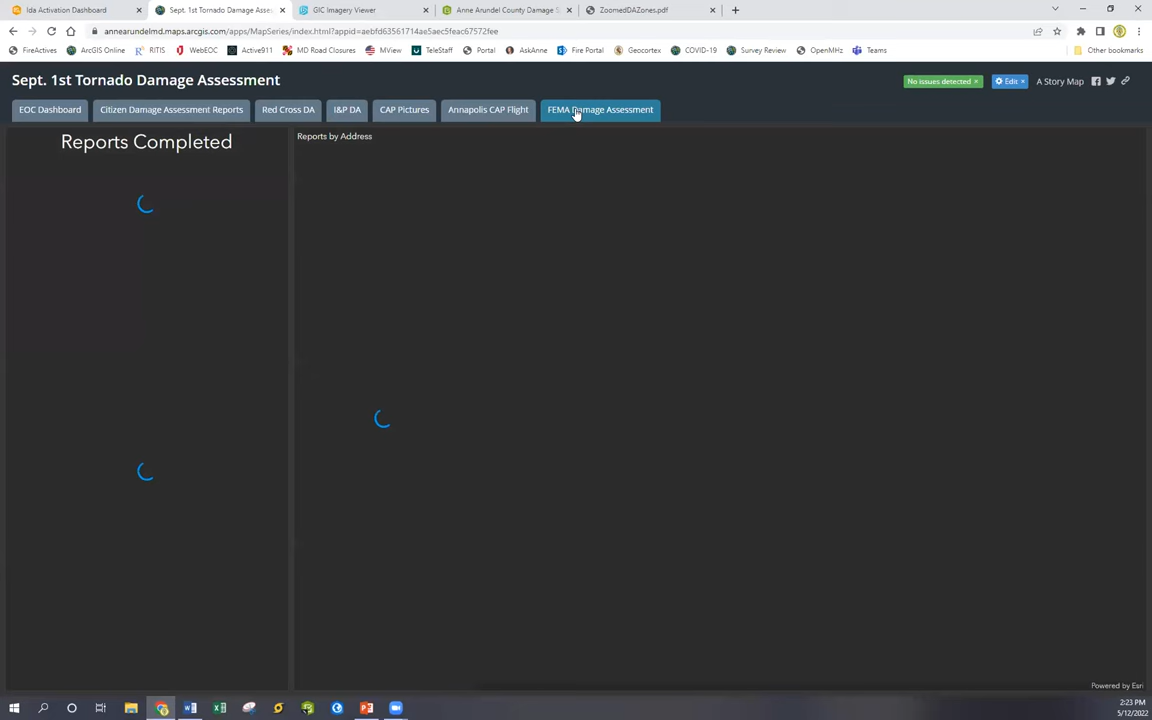 Ida Activation Dashboard
Sept. 1st Tornado Damage Asses
GIC Imagery Viewer
Anne Arundel County Damage S
ZoomedDAZones.pdf
annearundelmd.maps.arcgis.com/apps/MapSeries/index.html?appid=aebfd63561714ae5aec5feac67572fee
FireActives
ArcGIS Online
RITIS
WebEOC
Active911
MD Road Closures
MView
TeleStaff
Portal
AskAnne
Fire Portal
Geocortex
COVID-19
Survey Review
OpenMHz
Teams
Other bookmarks
Sept. 1st Tornado Damage Assessment
No issues detected ×
Edit ×
A Story Map
EOC Dashboard
Citizen Damage Assessment Reports
Red Cross DA
I&P DA
CAP Pictures
Annapolis CAP Flight
FEMA Damage Assessment
Reports Completed
Reports by Address
Powered by Esri
2:23 PM
5/12/2022